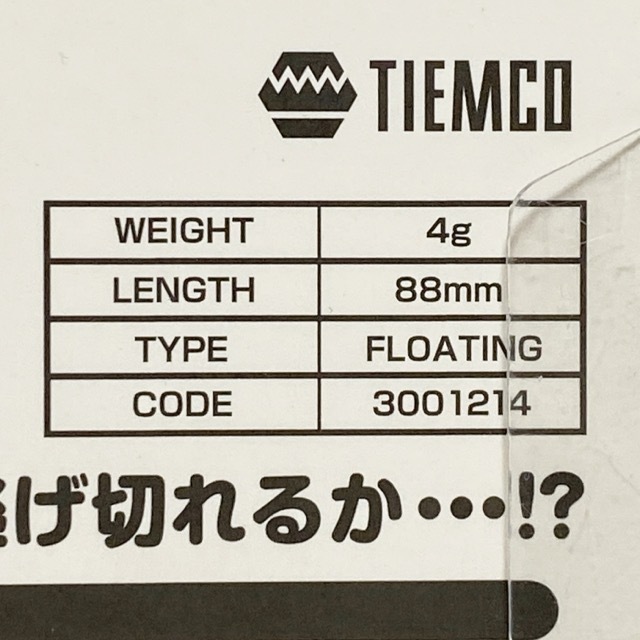 TIEMCO
WEIGHT 4g
LENGTH 88mm
TYPE FLOATING
CODE 3001214
げ切れるか…!?